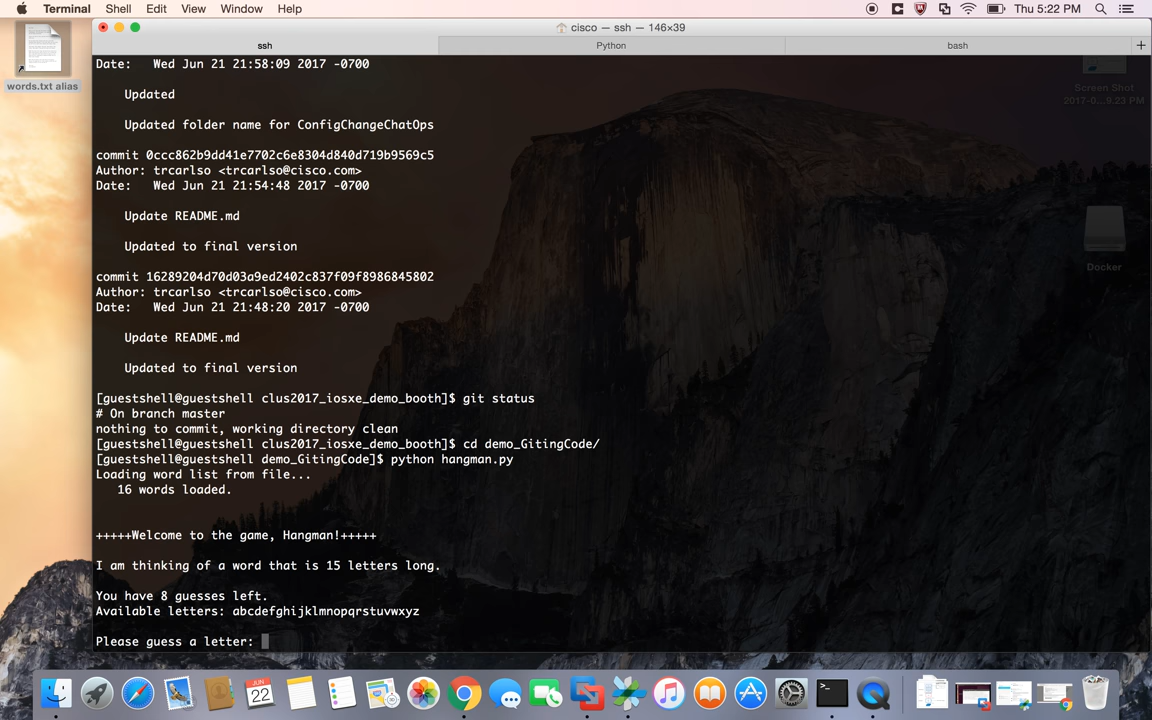 Terminal Shell Edit View Window Help Thu 5:22 PM
cisco — ssh — 146×39
ssh Python bash +
words.txt alias
Screen Shot
2017-0...9.23 PM
Docker
Date:   Wed Jun 21 21:58:09 2017 -0700
Updated
Updated folder name for ConfigChangeChatOps
commit 0ccc862b9dd41e7702c6e8304d840d719b9569c5
Author: trcarlso <trcarlso@cisco.com>
Date:   Wed Jun 21 21:54:48 2017 -0700
Update README.md
Updated to final version
commit 16289204d70d03a9ed2402c837f09f8986845802
Author: trcarlso <trcarlso@cisco.com>
Date:   Wed Jun 21 21:48:20 2017 -0700
Update README.md
Updated to final version
[guestshell@guestshell clus2017_iosxe_demo_booth]$ git status
# On branch master
nothing to commit, working directory clean
[guestshell@guestshell clus2017_iosxe_demo_booth]$ cd demo_GitingCode/
[guestshell@guestshell demo_GitingCode]$ python hangman.py
Loading word list from file...
16 words loaded.
+++++Welcome to the game, Hangman!+++++
I am thinking of a word that is 15 letters long.
You have 8 guesses left.
Available letters: abcdefghijklmnopqrstuvwxyz
Please guess a letter:
JUN
22